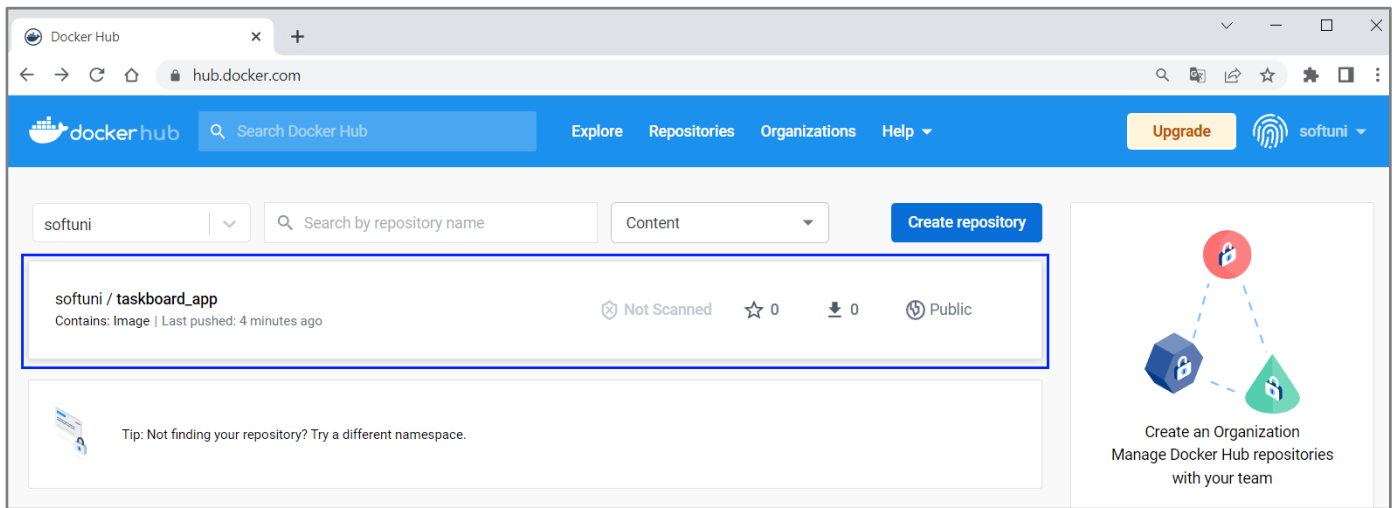 Docker Hub
hub.docker.com
dockerhub
Search Docker Hub
Explore
Repositories
Organizations
Help
Upgrade
softuni
softuni
Search by repository name
Content
Create repository
softuni / taskboard_app
Contains: Image | Last pushed: 4 minutes ago
Not Scanned
0
0
Public
Tip: Not finding your repository? Try a different namespace.
Create an Organization
Manage Docker Hub repositories
with your team